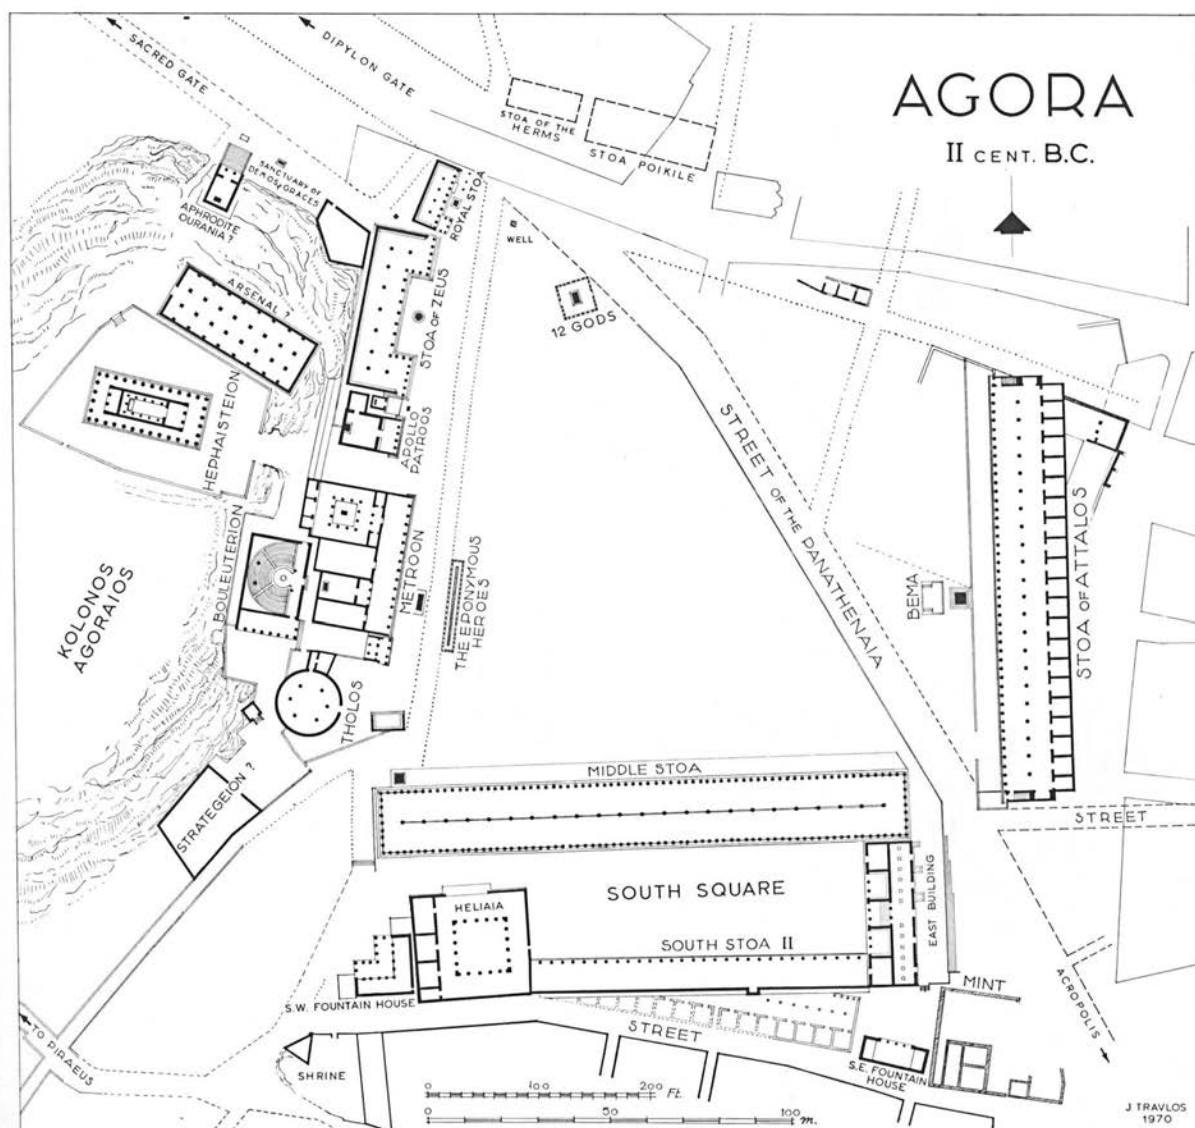 AGORA
II CENT. B.C.
SACRED GATE
DIPYLON GATE
STOA OF THE
HERMS
STOA POIKILE
SANCTUARY OF
DEMOS & GRACES
APHRODITE
OURANIA ?
ROYAL STOA
WELL
12 GODS
ARSENAL ?
STOA OF ZEUS
HEPHAISTEION
APOLLO
PATROOS
STREET OF THE PANATHENAIA
STOA OF ATTALOS
BEMA
BOULEUTERION
METROON
THE EPONYMOUS
HEROES
KOLONOS
AGORAIOS
THOLOS
STRATEGEION ?
MIDDLE STOA
STREET
SOUTH SQUARE
HELIAIA
SOUTH STOA II
EAST BUILDING
MINT
ACROPOLIS
S.W. FOUNTAIN HOUSE
STREET
S.E. FOUNTAIN
HOUSE
TO PIRAEUS
SHRINE
0 100 200 Ft.
0 50 100 m.
J TRAVLOS
1970